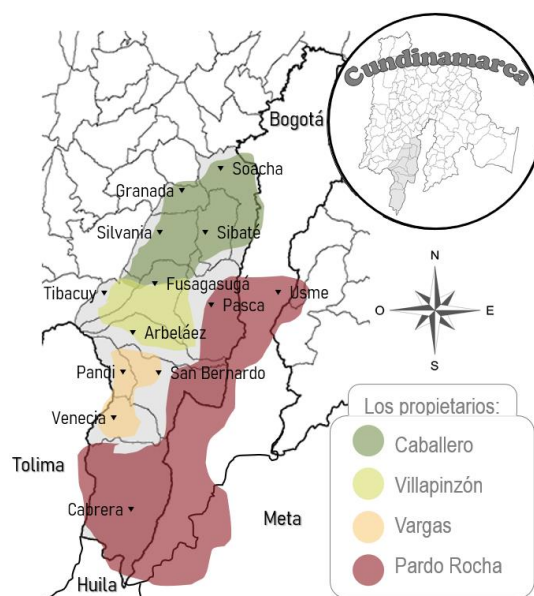 Cundinamarca
Bogotá
Soacha
Granada
Silvania
Sibaté
Fusagasugá
Tibacuy
Pasca
Usme
Arbeláez
Pandi
San Bernardo
Venecia
Tolima
Cabrera
Meta
Huila
N
O
E
S
Los propietarios:
Caballero
Villapinzón
Vargas
Pardo Rocha